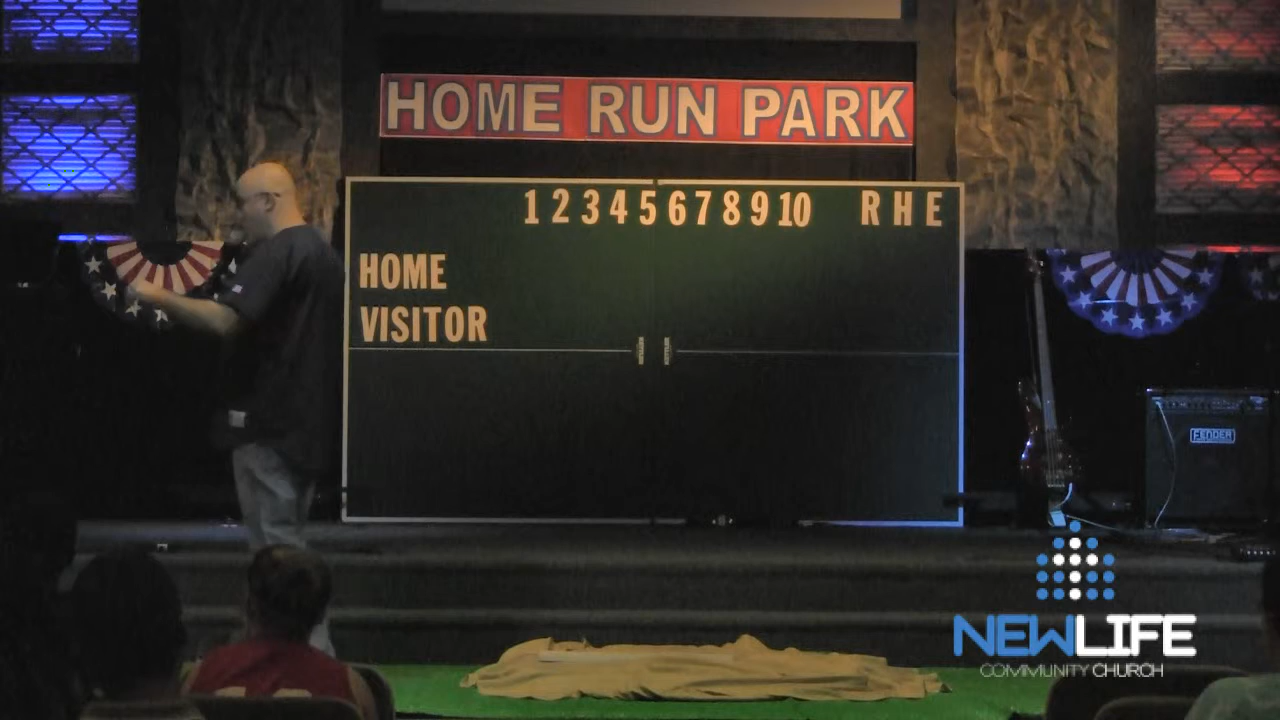 HOME RUN PARK
1 2 3 4 5 6 7 8 9 10 R H E
HOME
VISITOR
FENDER
NEWLIFE
COMMUNITY CHURCH